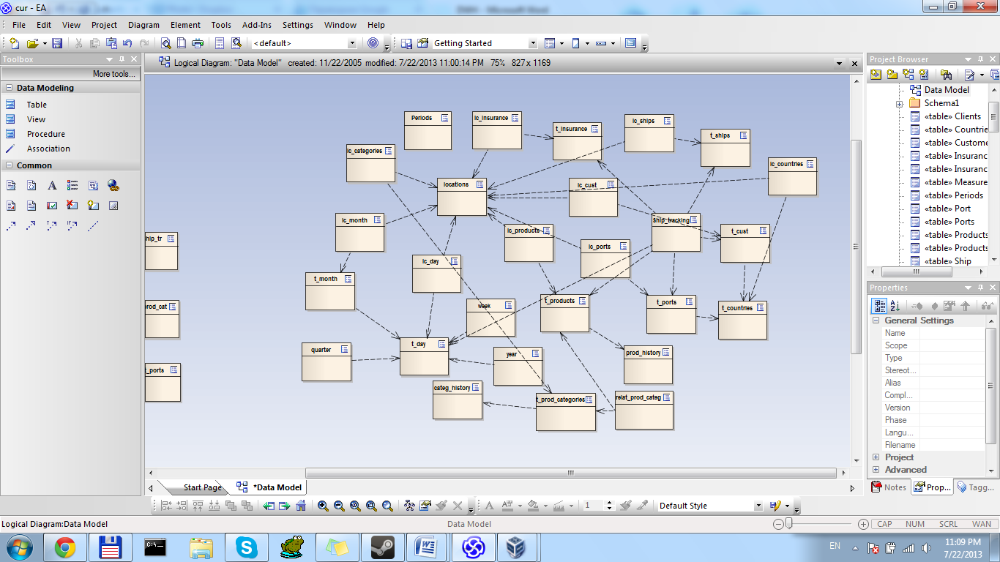 cur - EA
File Edit View Project Diagram Element Tools Add-Ins Settings Window Help
<default>
Getting Started
Toolbox
More tools...
Data Modeling
Table
View
Procedure
Association
Common
Logical Diagram: "Data Model" created: 11/22/2005 modified: 7/22/2013 11:00:14 PM 75% 827 x 1169
Periods
lc_insurance
t_insurance
lc_ships
t_ships
lc_categories
lc_countries
locations
lc_cust
lc_month
lc_products
Ship_tracking
t_cust
hip_tr
lc_ports
lc_day
t_month
week
t_products
t_ports
t_countries
rod_cat
t_day
quarter
year
prod_history
t_ports
categ_history
t_prod_categories
relat_prod_categ
Start Page
*Data Model
Project Browser
Data Model
Schema1
«table» Clients
«table» Countrie
«table» Custome
«table» Insuranc
«table» Insuranc
«table» Measure
«table» Periods
«table» Port
«table» Ports
«table» Products
«table» Products
«table» Ship
Properties
General Settings
Name
Scope
Type
Stereot...
Alias
Compl...
Version
Phase
Langu...
Filename
Project
Advanced
Notes Prop... Tagg...
1
Default Style
Logical Diagram:Data Model
Data Model
CAP NUM SCRL WAN
C:\
EN
11:09 PM
7/22/2013